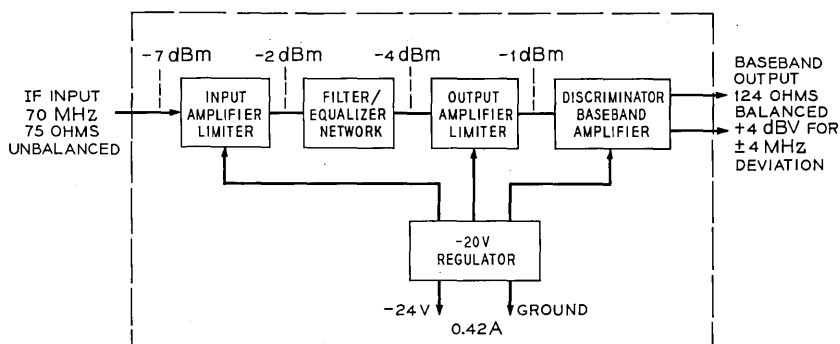 -7 dBm
-2 dBm
-4 dBm
-1 dBm
IF INPUT
70 MHz
75 OHMS
UNBALANCED
INPUT
AMPLIFIER
LIMITER
FILTER/
EQUALIZER
NETWORK
OUTPUT
AMPLIFIER
LIMITER
DISCRIMINATOR
BASEBAND
AMPLIFIER
BASEBAND
OUTPUT
124 OHMS
BALANCED
+4 dBV FOR
±4 MHz
DEVIATION
-20V
REGULATOR
-24V
GROUND
0.42A